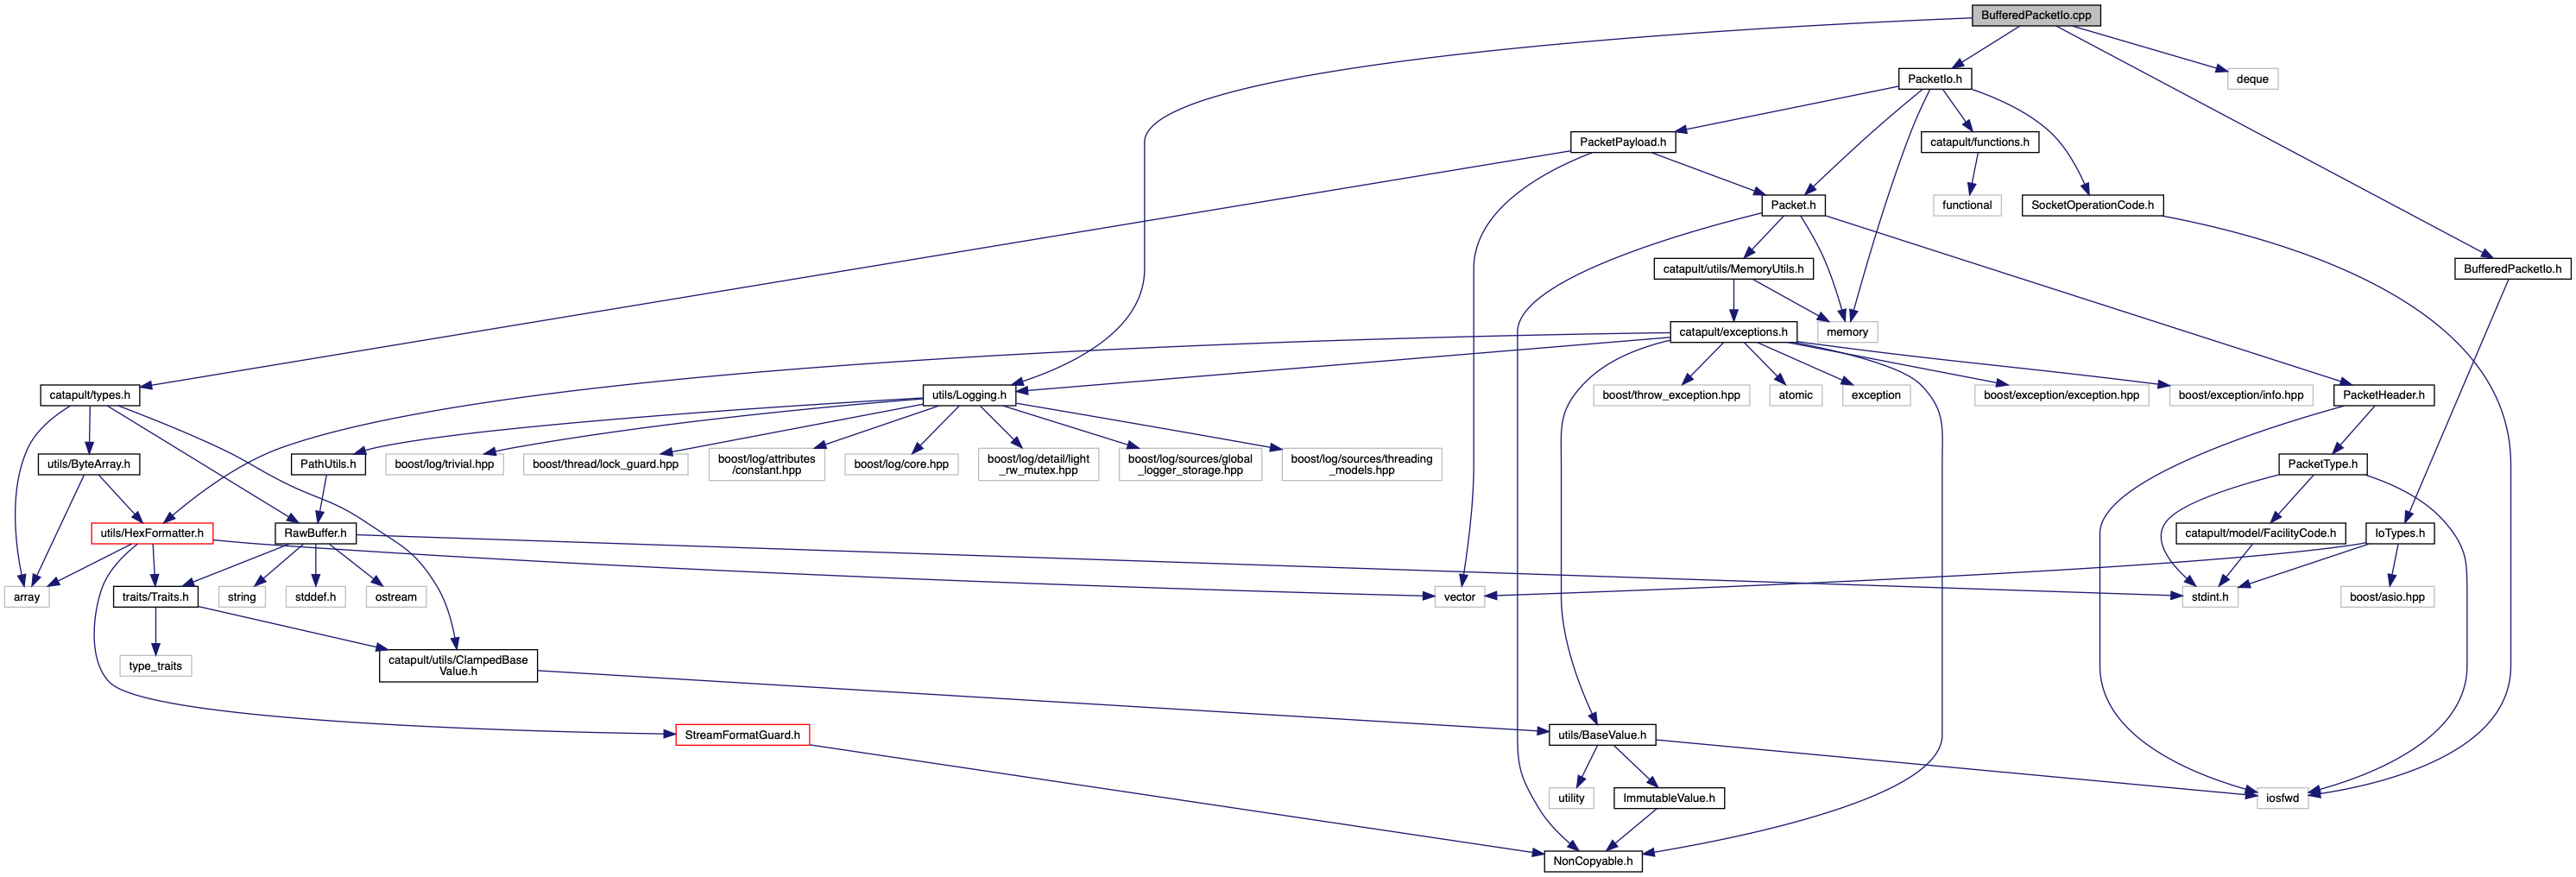 BufferedPacketIo.cpp
PacketIo.h
deque
PacketPayload.h
catapult/functions.h
Packet.h
functional
SocketOperationCode.h
catapult/utils/MemoryUtils.h
BufferedPacketIo.h
catapult/exceptions.h
memory
catapult/types.h
utils/Logging.h
boost/throw_exception.hpp
atomic
exception
boost/exception/exception.hpp
boost/exception/info.hpp
PacketHeader.h
utils/ByteArray.h
PathUtils.h
boost/log/trivial.hpp
boost/thread/lock_guard.hpp
boost/log/attributes
/constant.hpp
boost/log/core.hpp
boost/log/detail/light
_rw_mutex.hpp
boost/log/sources/global
_logger_storage.hpp
boost/log/sources/threading
_models.hpp
PacketType.h
utils/HexFormatter.h
RawBuffer.h
catapult/model/FacilityCode.h
IoTypes.h
array
traits/Traits.h
string
stddef.h
ostream
vector
stdint.h
boost/asio.hpp
type_traits
catapult/utils/ClampedBase
Value.h
StreamFormatGuard.h
utils/BaseValue.h
utility
ImmutableValue.h
iosfwd
NonCopyable.h